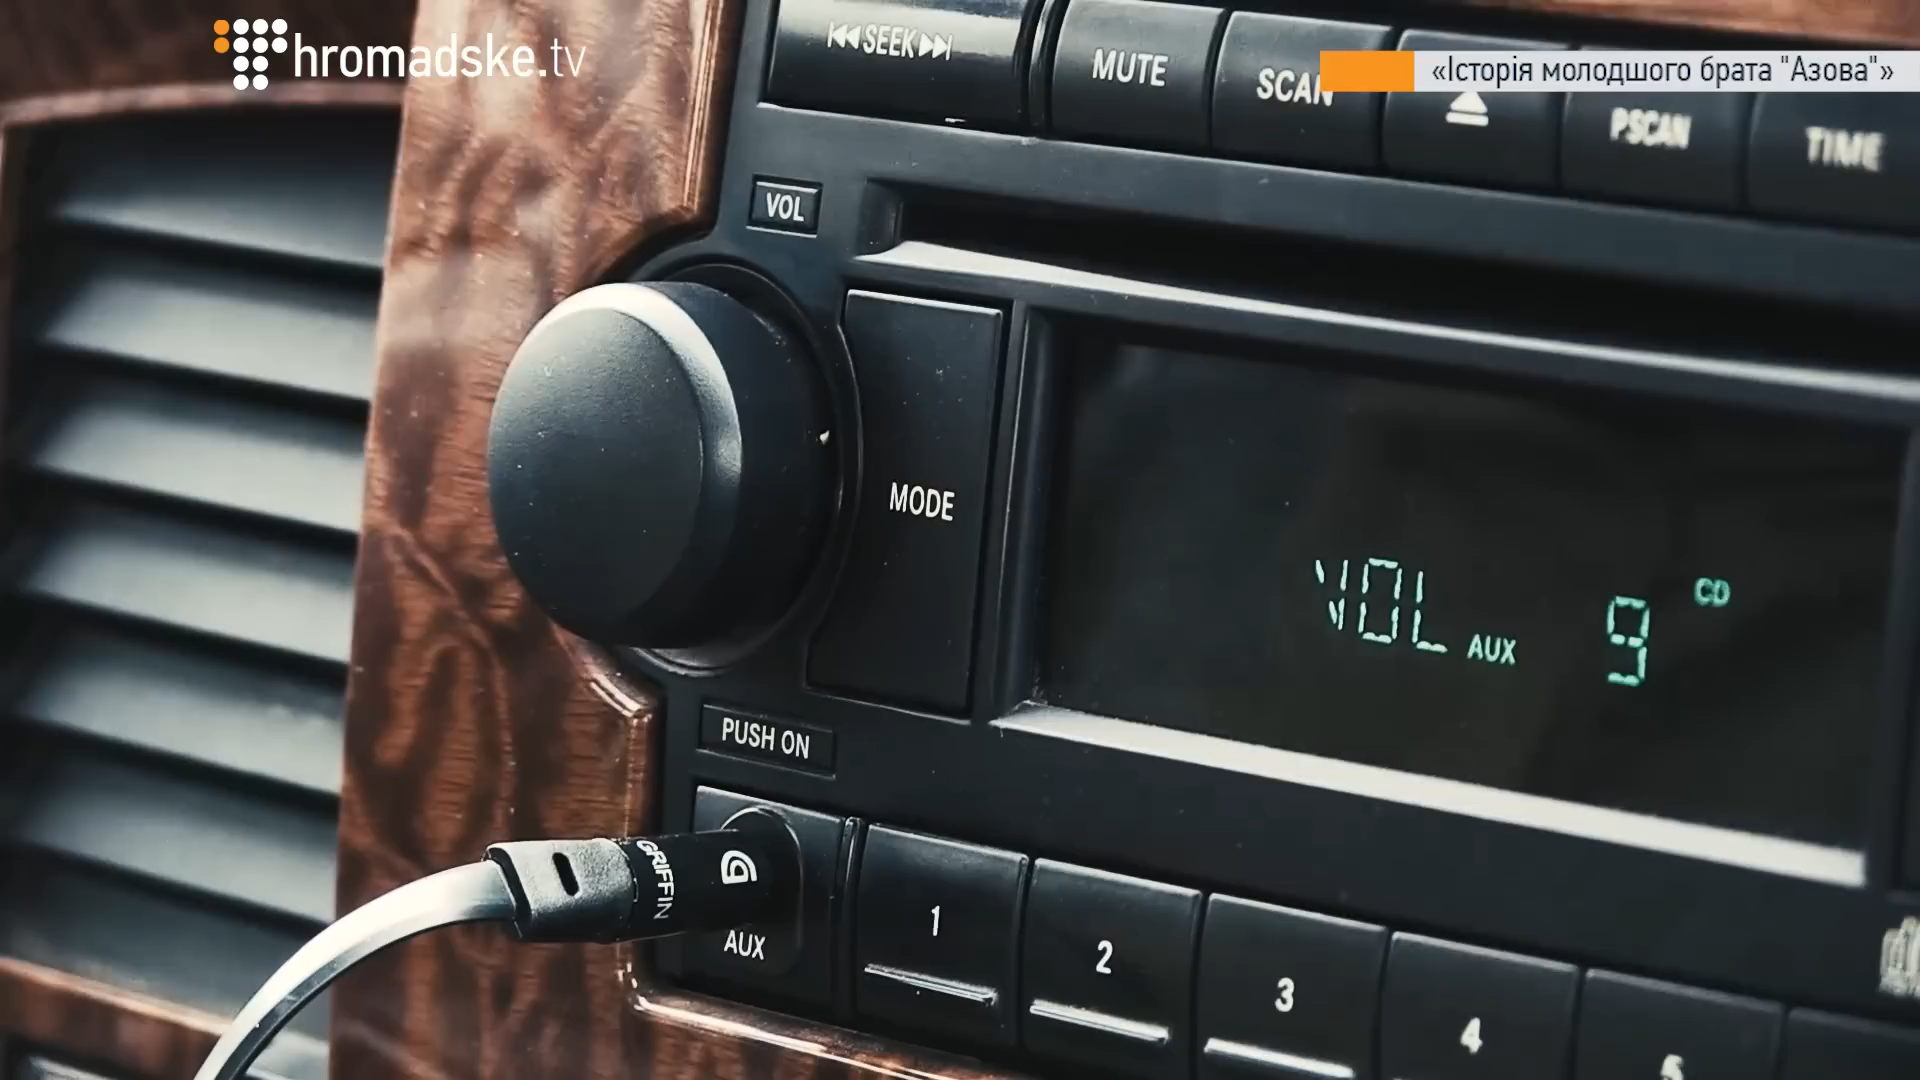 hromadske.tv
«Історія молодшого брата "Азова"»
SEEK
MUTE
SCAN
PSCAN
TIME
VOL
MODE
VOL AUX 9 CD
PUSH ON
GRIFFIN
AUX
1
2
3
4
5